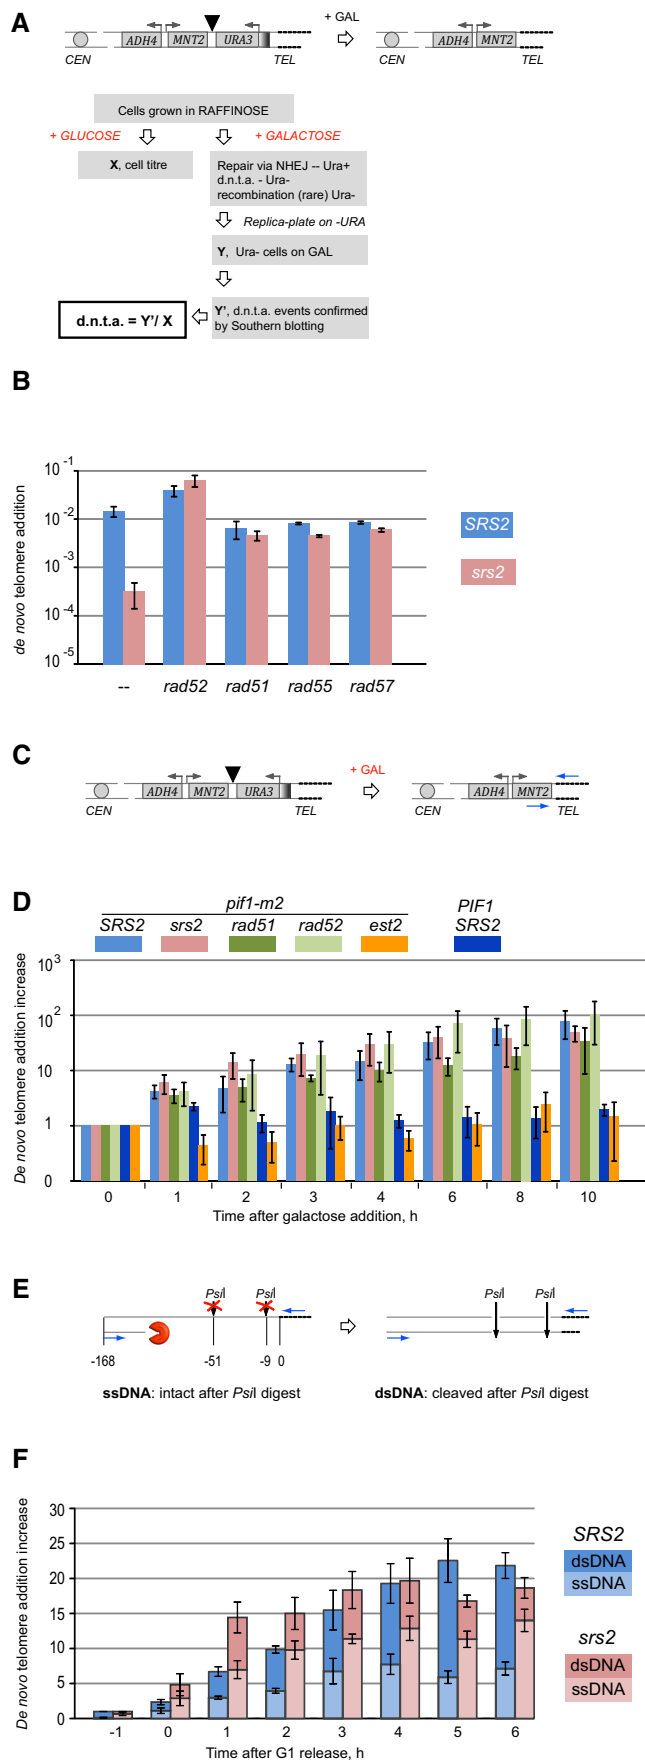 A
+ GAL
ADH4 MNT2 URA3
ADH4 MNT2
CEN TEL
CEN TEL
Cells grown in RAFFINOSE
+ GLUCOSE
+ GALACTOSE
X, cell titre
Repair via NHEJ -- Ura+
d.n.t.a. - Ura-
recombination (rare) Ura-
Replica-plate on -URA
Y, Ura- cells on GAL
Y', d.n.t.a. events confirmed
by Southern blotting
d.n.t.a. = Y'/ X
B
de novo telomere addition
10-1
10-2
10-3
10-4
10-5
-- rad52 rad51 rad55 rad57
SRS2
srs2
C
+ GAL
ADH4 MNT2 URA3
ADH4 MNT2
CEN TEL
CEN TEL
D
pif1-m2
SRS2 srs2 rad51 rad52 est2
PIF1
SRS2
De novo telomere addition increase
103
102
10
1
0
0 1 2 3 4 6 8 10
Time after galactose addition, h
E
PsiI PsiI
PsiI PsiI
-168 -51 -9 0
ssDNA: intact after PsiI digest
dsDNA: cleaved after PsiI digest
F
De novo telomere addition increase
30
25
20
15
10
5
0
-1 0 1 2 3 4 5 6
Time after G1 release, h
SRS2
dsDNA
ssDNA
srs2
dsDNA
ssDNA